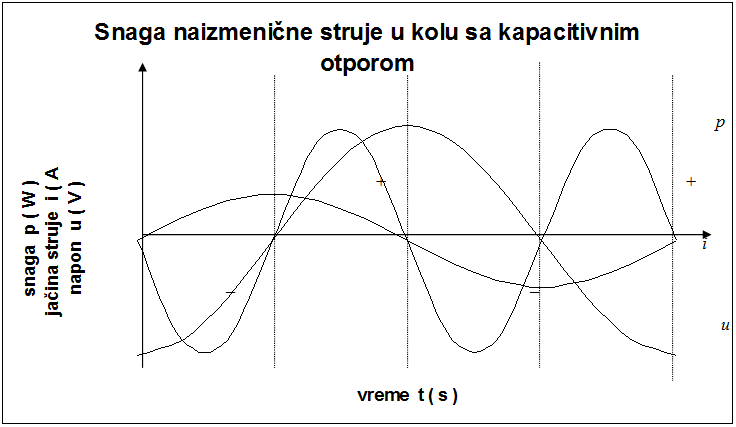 Snaga naizmenične struje u kolu sa kapacitivnim
otporom
p
+
+
snaga p ( W )
jačina struje i ( A
napon u ( V )
i
–
–
u
vreme t ( s )